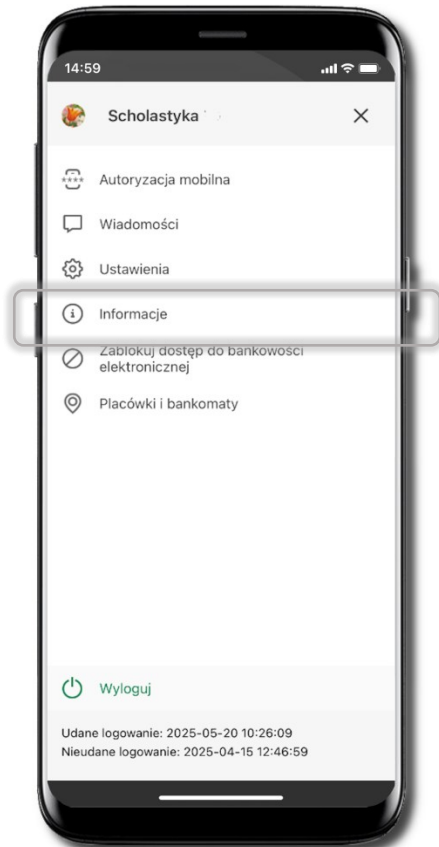 14:59
Scholastyka
Autoryzacja mobilna
Wiadomości
Ustawienia
Informacje
Zablokuj dostęp do bankowości
elektronicznej
Placówki i bankomaty
Wyloguj
Udane logowanie: 2025-05-20 10:26:09
Nieudane logowanie: 2025-04-15 12:46:59